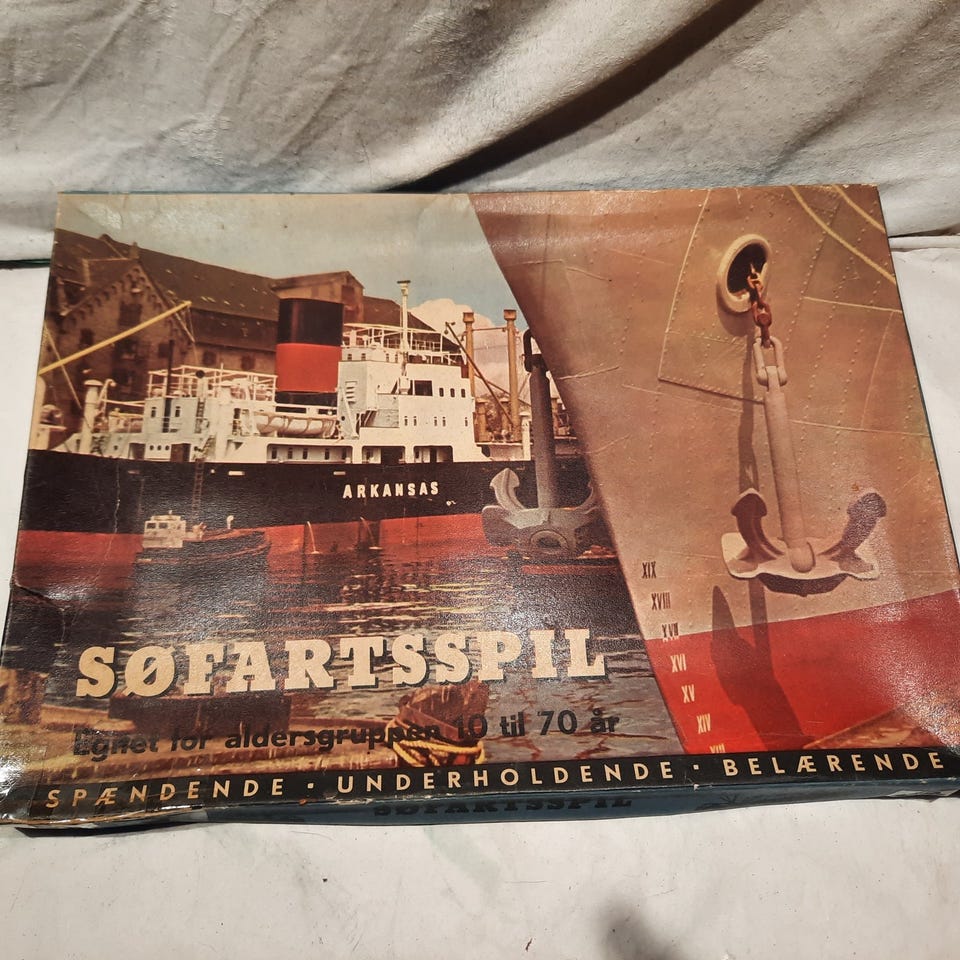 ARKANSAS
XIX
XVIII
XVII
XVI
XV
XIV
XIII
SØFARTSSPIL
Egnet for aldersgruppen 10 til 70 år
SPÆNDENDE · UNDERHOLDENDE · BELÆRENDE
SØFARTSSPIL